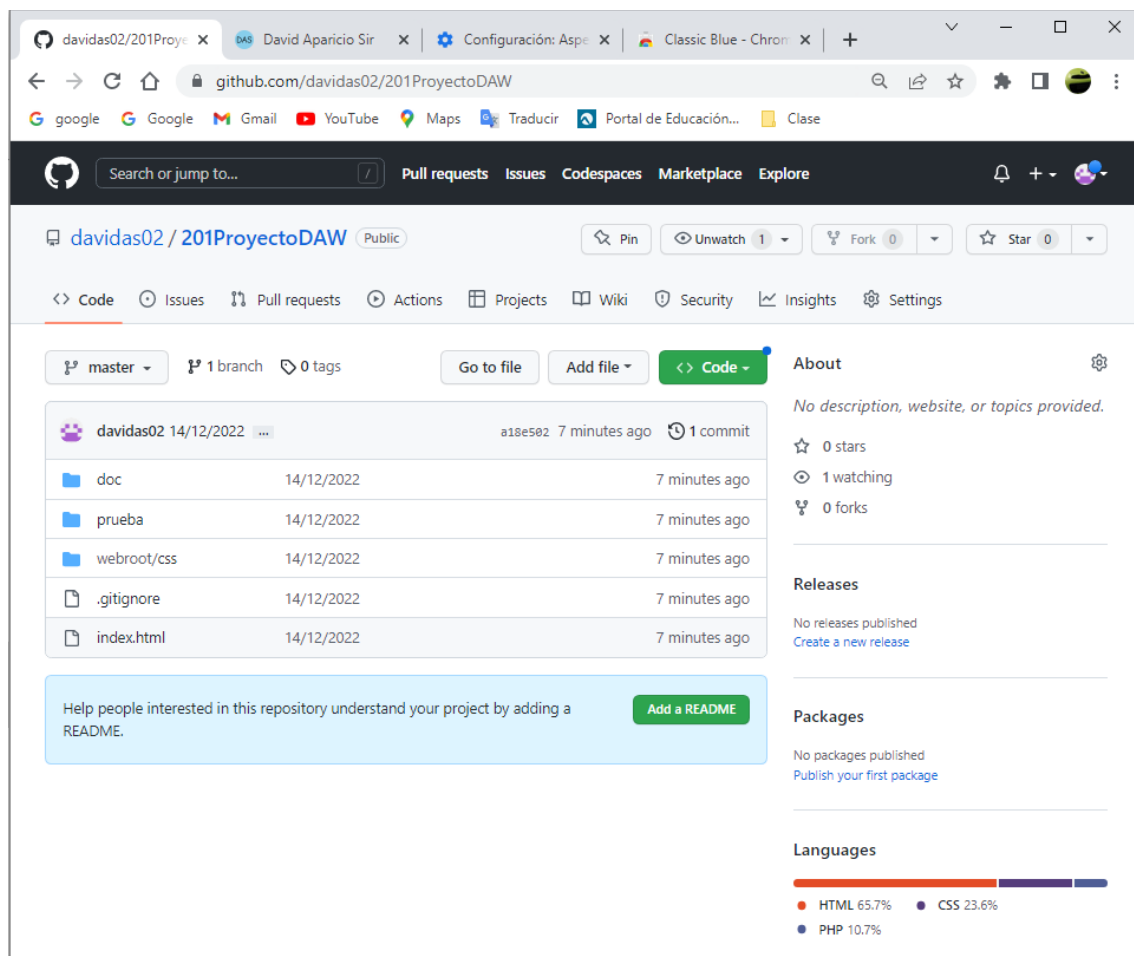 davidas02/201Proye
DAS David Aparicio Sir
Configuración: Aspe
Classic Blue - Chrom
github.com/davidas02/201ProyectoDAW
google Google Gmail YouTube Maps Traducir Portal de Educación... Clase
Search or jump to... / Pull requests Issues Codespaces Marketplace Explore
davidas02 / 201ProyectoDAW Public Pin Unwatch 1 Fork 0 Star 0
Code Issues Pull requests Actions Projects Wiki Security Insights Settings
master 1 branch 0 tags Go to file Add file <> Code
davidas02 14/12/2022 ... a18e502 7 minutes ago 1 commit
doc 14/12/2022 7 minutes ago
prueba 14/12/2022 7 minutes ago
webroot/css 14/12/2022 7 minutes ago
.gitignore 14/12/2022 7 minutes ago
index.html 14/12/2022 7 minutes ago
Help people interested in this repository understand your project by adding a
README.
Add a README
About
No description, website, or topics provided.
0 stars
1 watching
0 forks
Releases
No releases published
Create a new release
Packages
No packages published
Publish your first package
Languages
HTML 65.7% CSS 23.6%
PHP 10.7%